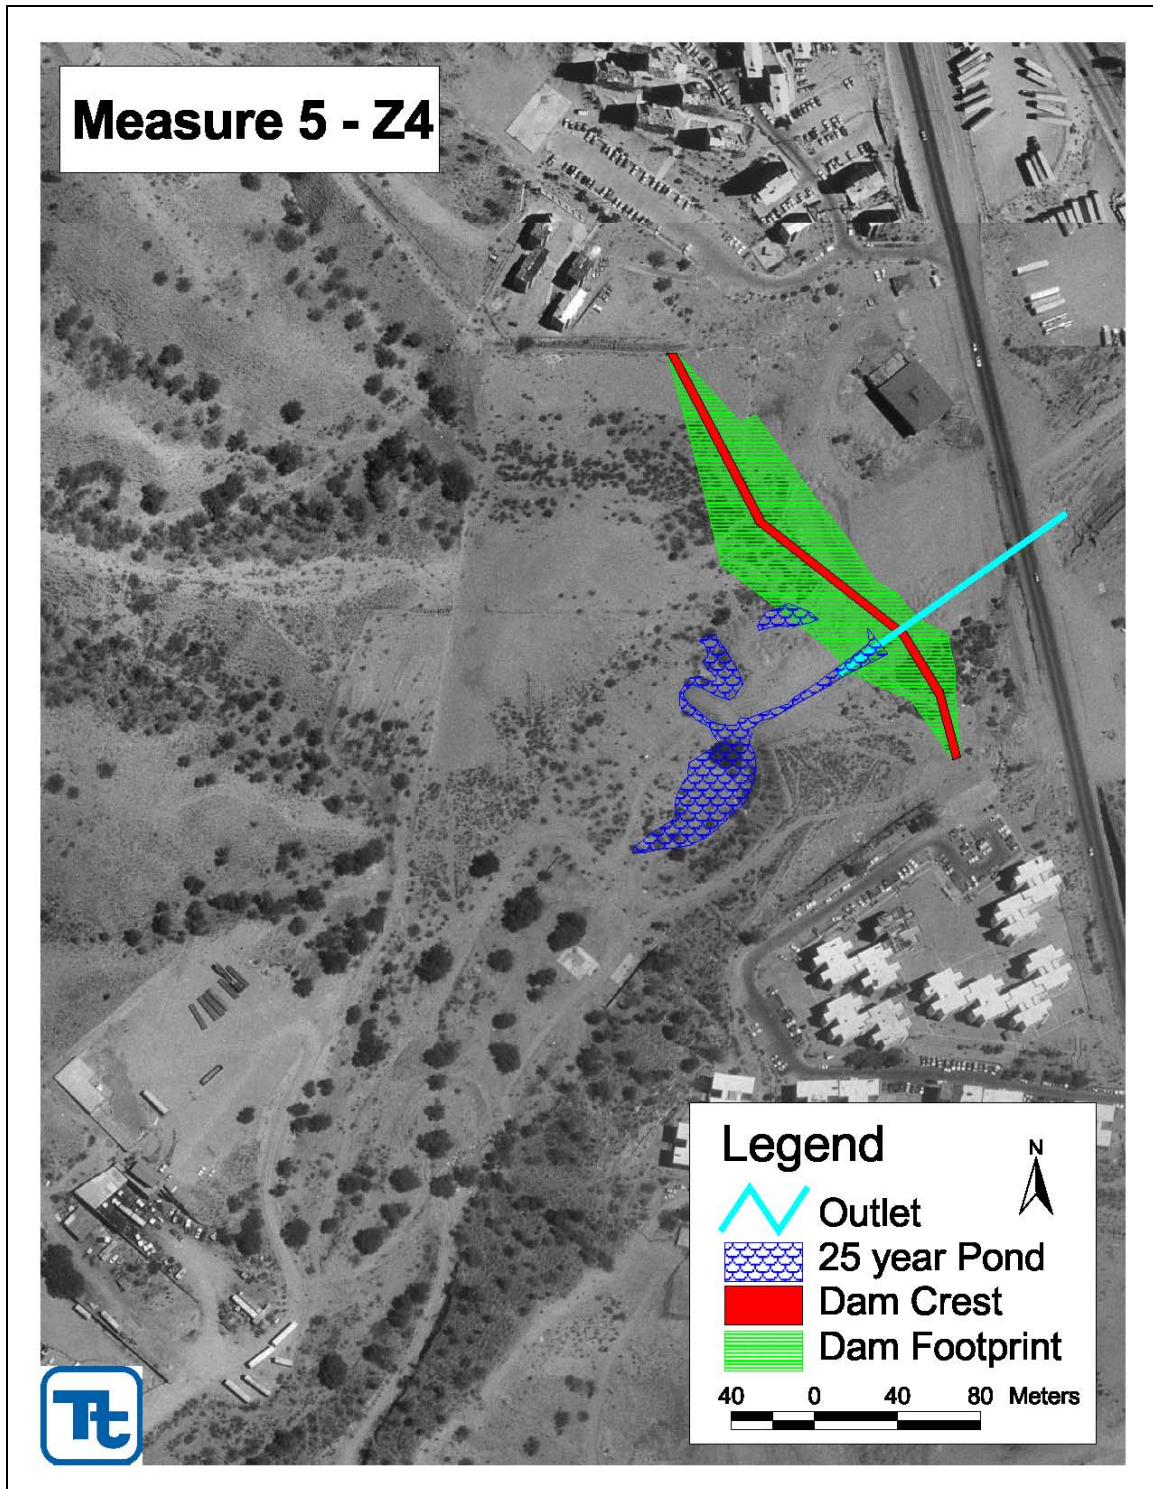 Measure 5 - Z4
Legend
N
Outlet
25 year Pond
Dam Crest
Dam Footprint
40 0 40 80 Meters
Tt